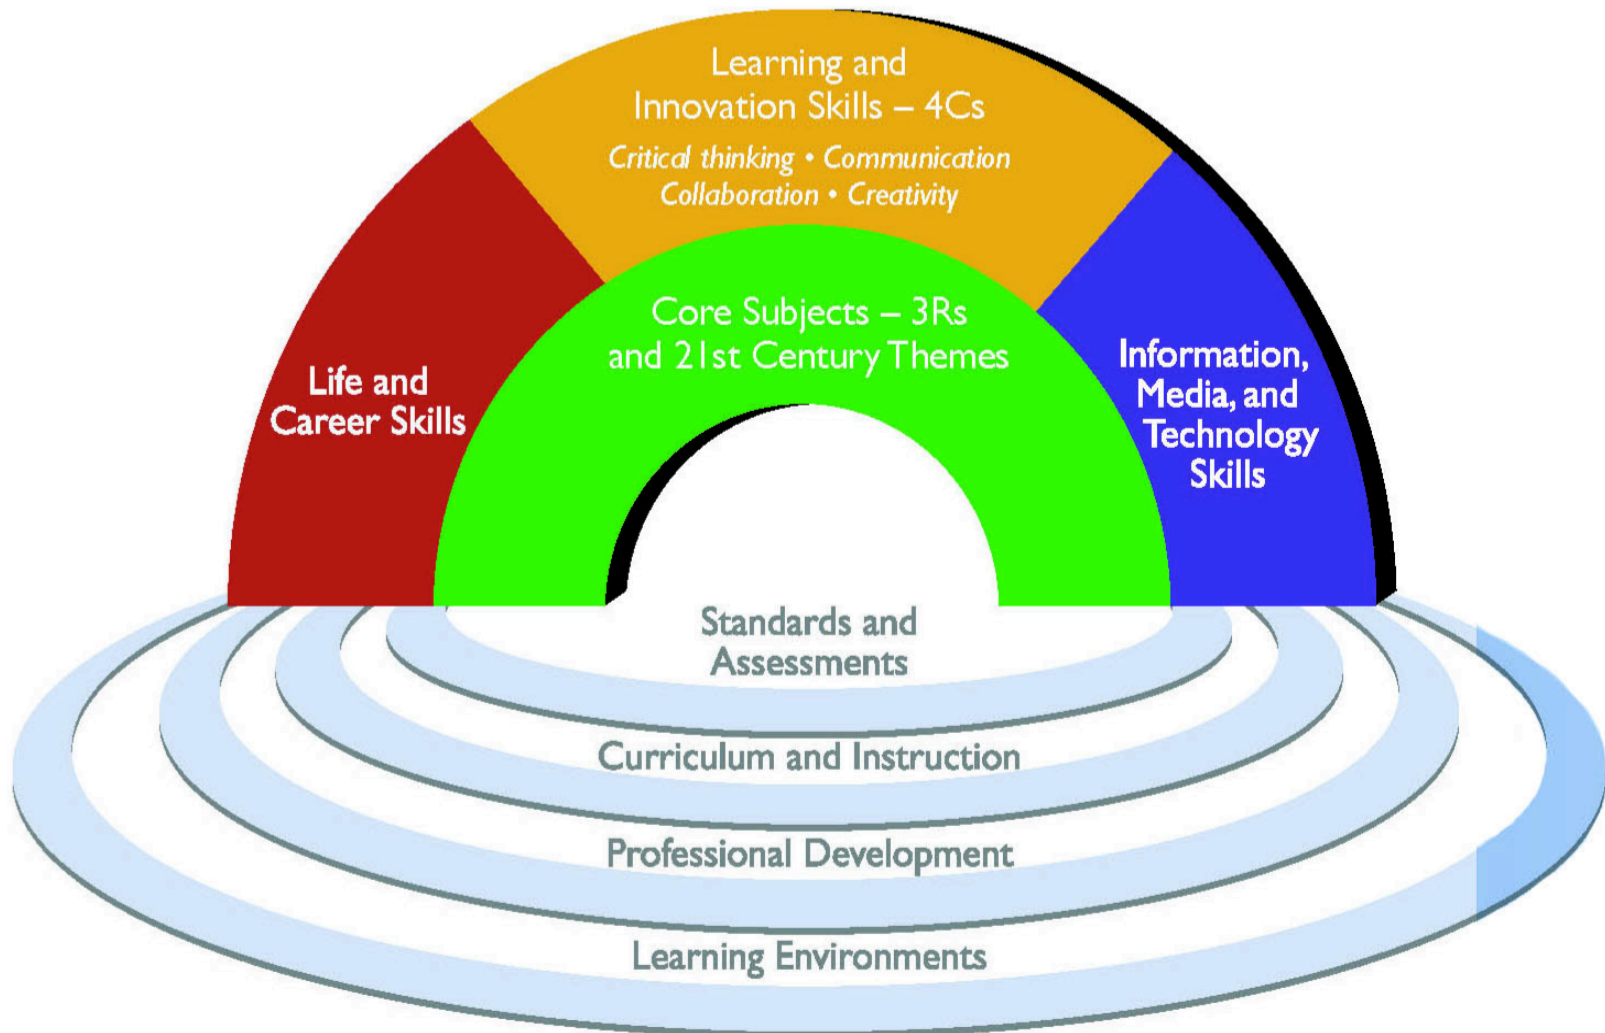 Learning and
Innovation Skills – 4Cs
Critical thinking • Communication
Collaboration • Creativity
Core Subjects – 3Rs
and 21st Century Themes
Life and
Career Skills
Information,
Media, and
Technology
Skills
Standards and
Assessments
Curriculum and Instruction
Professional Development
Learning Environments